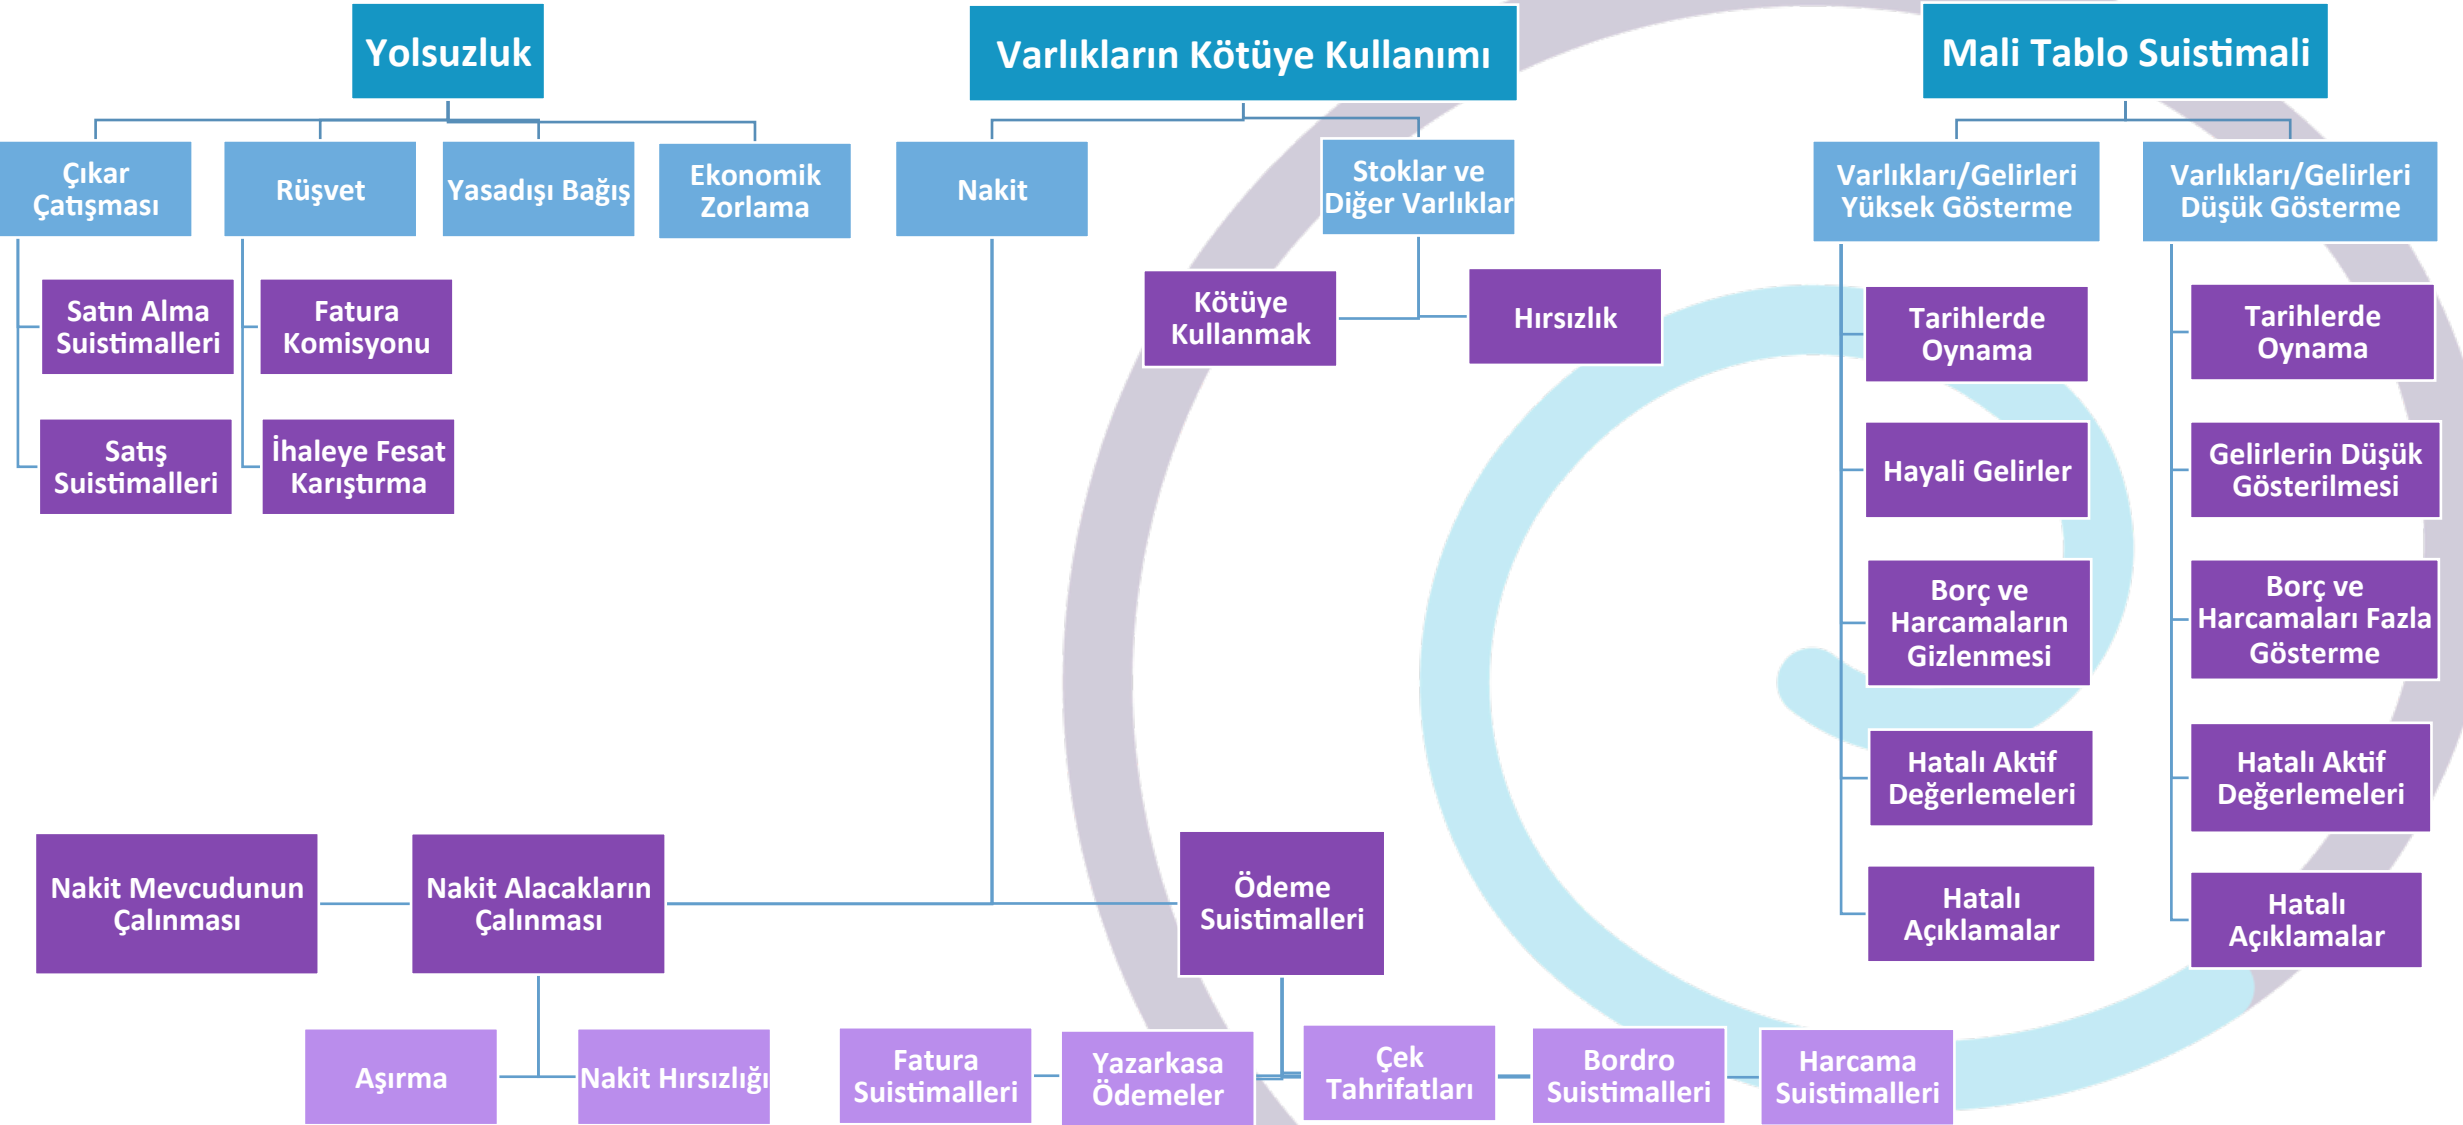 Yolsuzluk
Varlıkların Kötüye Kullanımı
Mali Tablo Suistimali
Çıkar
Çatışması
Rüşvet
Yasadışı Bağış
Ekonomik
Zorlama
Nakit
Stoklar ve
Diğer Varlıklar
Varlıkları/Gelirleri
Yüksek Gösterme
Varlıkları/Gelirleri
Düşük Gösterme
Satın Alma
Suistimalleri
Fatura
Komisyonu
Kötüye
Kullanmak
Hırsızlık
Tarihlerde
Oynama
Tarihlerde
Oynama
Satış
Suistimalleri
İhaleye Fesat
Karıştırma
Hayali Gelirler
Gelirlerin Düşük
Gösterilmesi
Borç ve
Harcamaların
Gizlenmesi
Borç ve
Harcamaları Fazla
Gösterme
Hatalı Aktif
Değerlemeleri
Hatalı Aktif
Değerlemeleri
Nakit Mevcudunun
Çalınması
Nakit Alacakların
Çalınması
Ödeme
Suistimalleri
Hatalı
Açıklamalar
Hatalı
Açıklamalar
Aşırma
Nakit Hırsızlığı
Fatura
Suistimalleri
Yazarkasa
Ödemeler
Çek
Tahrifatları
Bordro
Suistimalleri
Harcama
Suistimalleri